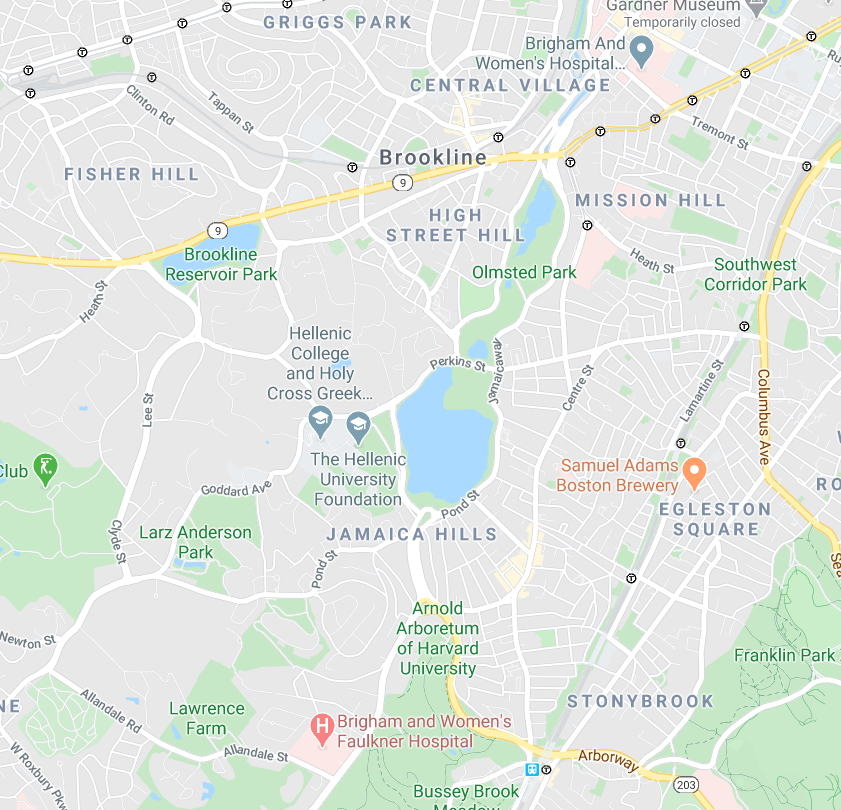 Gardner Museum
Temporarily closed
GRIGGS PARK
Brigham And
Women's Hospital...
CENTRAL VILLAGE
Clinton Rd
Tappan St
Tremont St
Brookline
9
FISHER HILL
MISSION HILL
HIGH
STREET HILL
9
Brookline
Reservoir Park
Olmsted Park
Heath St
Southwest
Corridor Park
Heath St
Hellenic
College
and Holy
Cross Greek...
Perkins St
Jamaicaway
Centre St
Lamartine St
Columbus Ave
Lee St
Club
The Hellenic
University
Foundation
Samuel Adams
Boston Brewery
Goddard Ave
Pond St
EGLESTON
SQUARE
RO
Larz Anderson
Park
Clyde St
JAMAICA HILLS
Pond St
Sea
Arnold
Arboretum
of Harvard
University
Newton St
Franklin Park
Allandale Rd
STONYBROOK
NE
Lawrence
Farm
H
Brigham and Women's
Faulkner Hospital
Allandale St
W Roxbury Pkw
Arborway
203
Bussey Brook
Meadow